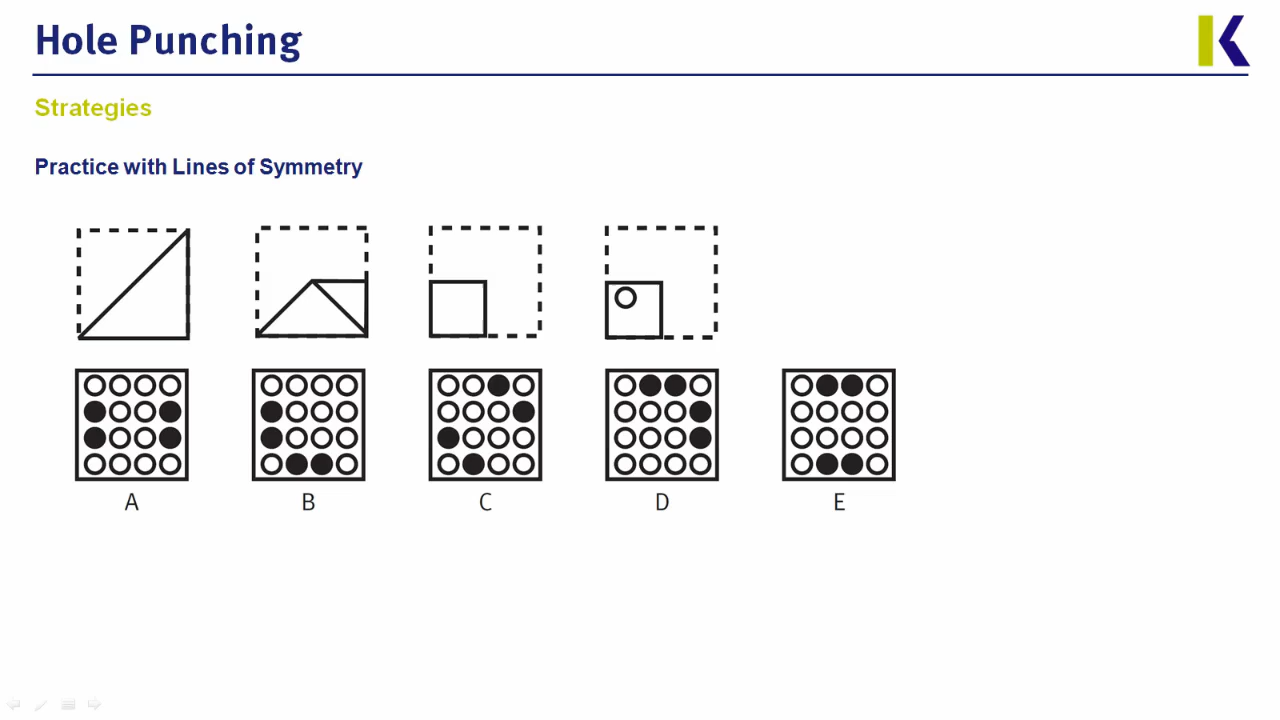 Hole Punching
K
Strategies
Practice with Lines of Symmetry
A B C D E